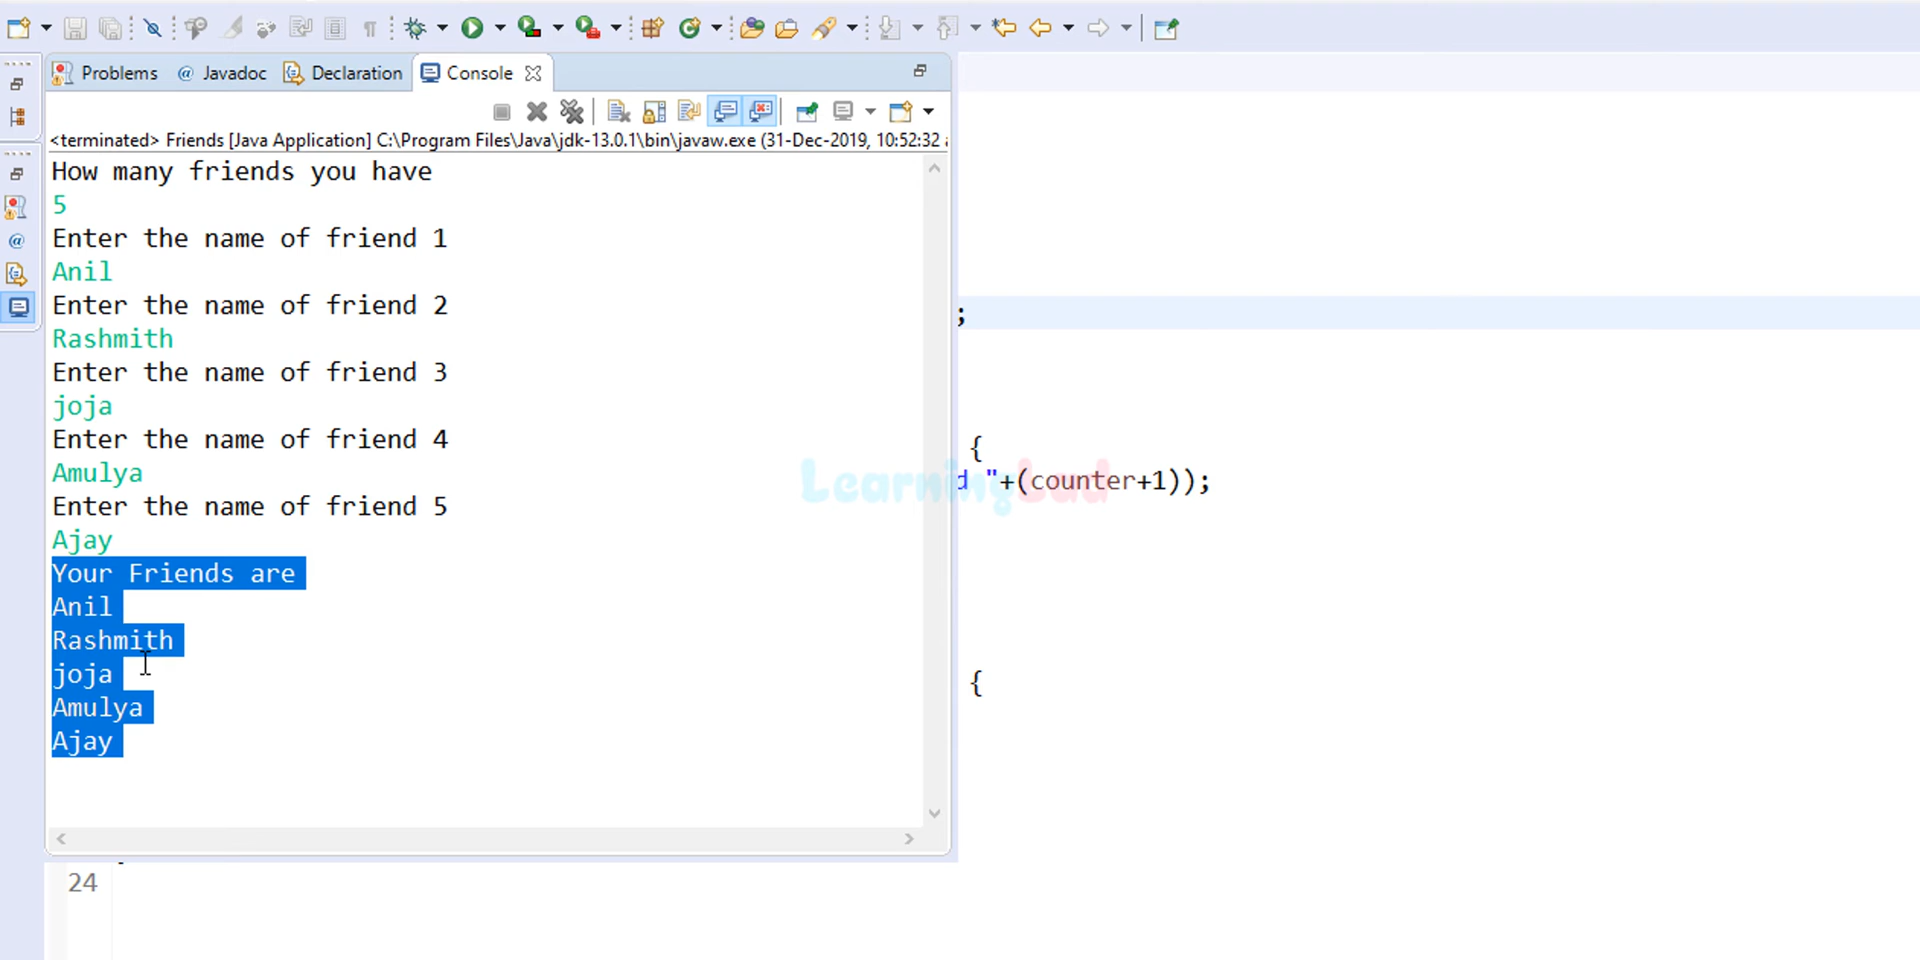 Problems @ Javadoc Declaration Console
<terminated> Friends [Java Application] C:\Program Files\Java\jdk-13.0.1\bin\javaw.exe (31-Dec-2019, 10:52:32
How many friends you have
5
Enter the name of friend 1
Anil
Enter the name of friend 2
Rashmith
;
Enter the name of friend 3
joja
Enter the name of friend 4
{
Amulya
d "+(counter+1));
LearningLad
Enter the name of friend 5
Ajay
Your Friends are
Anil
Rashmith
joja
{
Amulya
Ajay
24